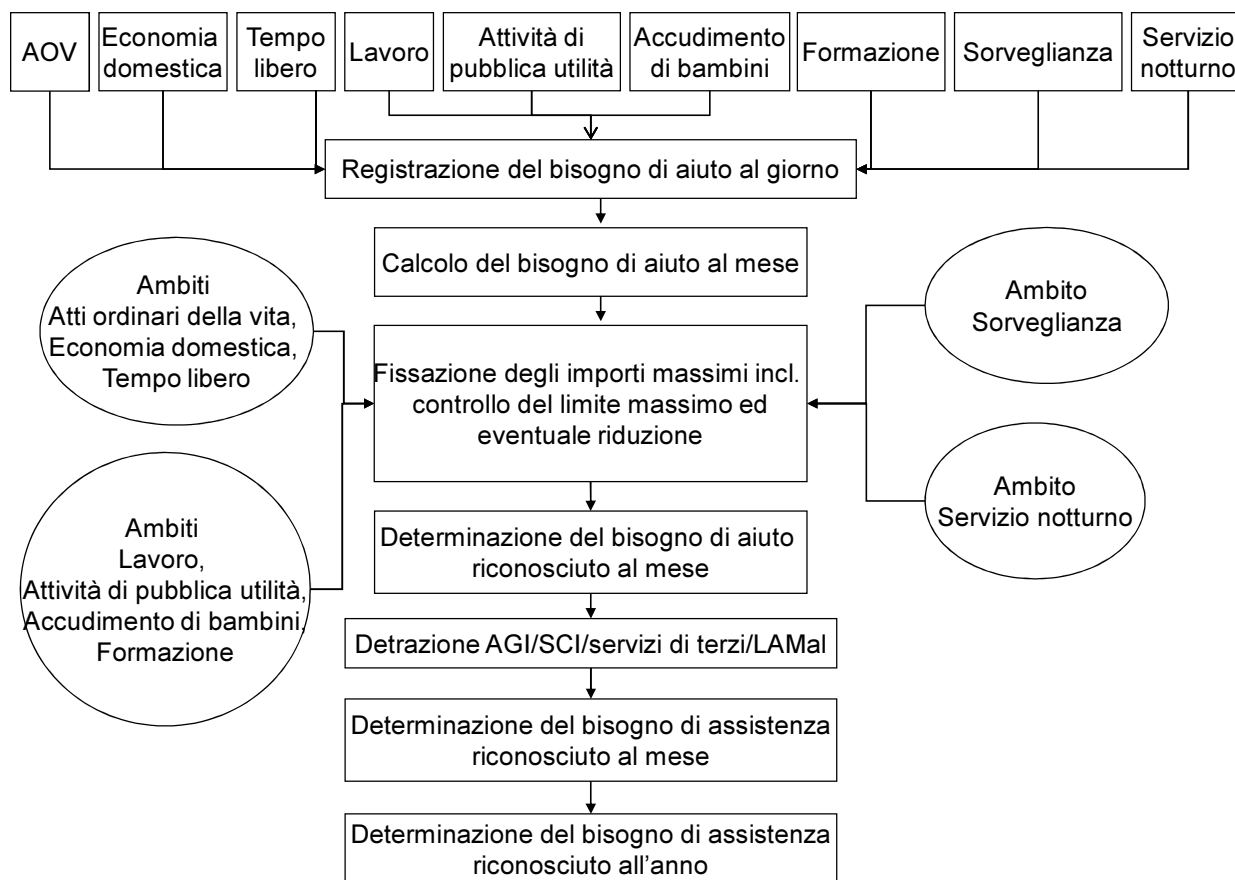 AOV
Economia
domestica
Tempo
libero
Lavoro
Attività di
pubblica utilità
Accudimento
di bambini
Formazione
Sorveglianza
Servizio
notturno
Registrazione del bisogno di aiuto al giorno
Calcolo del bisogno di aiuto al mese
Ambiti
Atti ordinari della vita,
Economia domestica,
Tempo libero
Ambito
Sorveglianza
Fissazione degli importi massimi incl.
controllo del limite massimo ed
eventuale riduzione
Ambiti
Lavoro,
Attività di pubblica utilità,
Accudimento di bambini,
Formazione
Ambito
Servizio notturno
Determinazione del bisogno di aiuto
riconosciuto al mese
Detrazione AGI/SCI/servizi di terzi/LAMal
Determinazione del bisogno di assistenza
riconosciuto al mese
Determinazione del bisogno di assistenza
riconosciuto all’anno